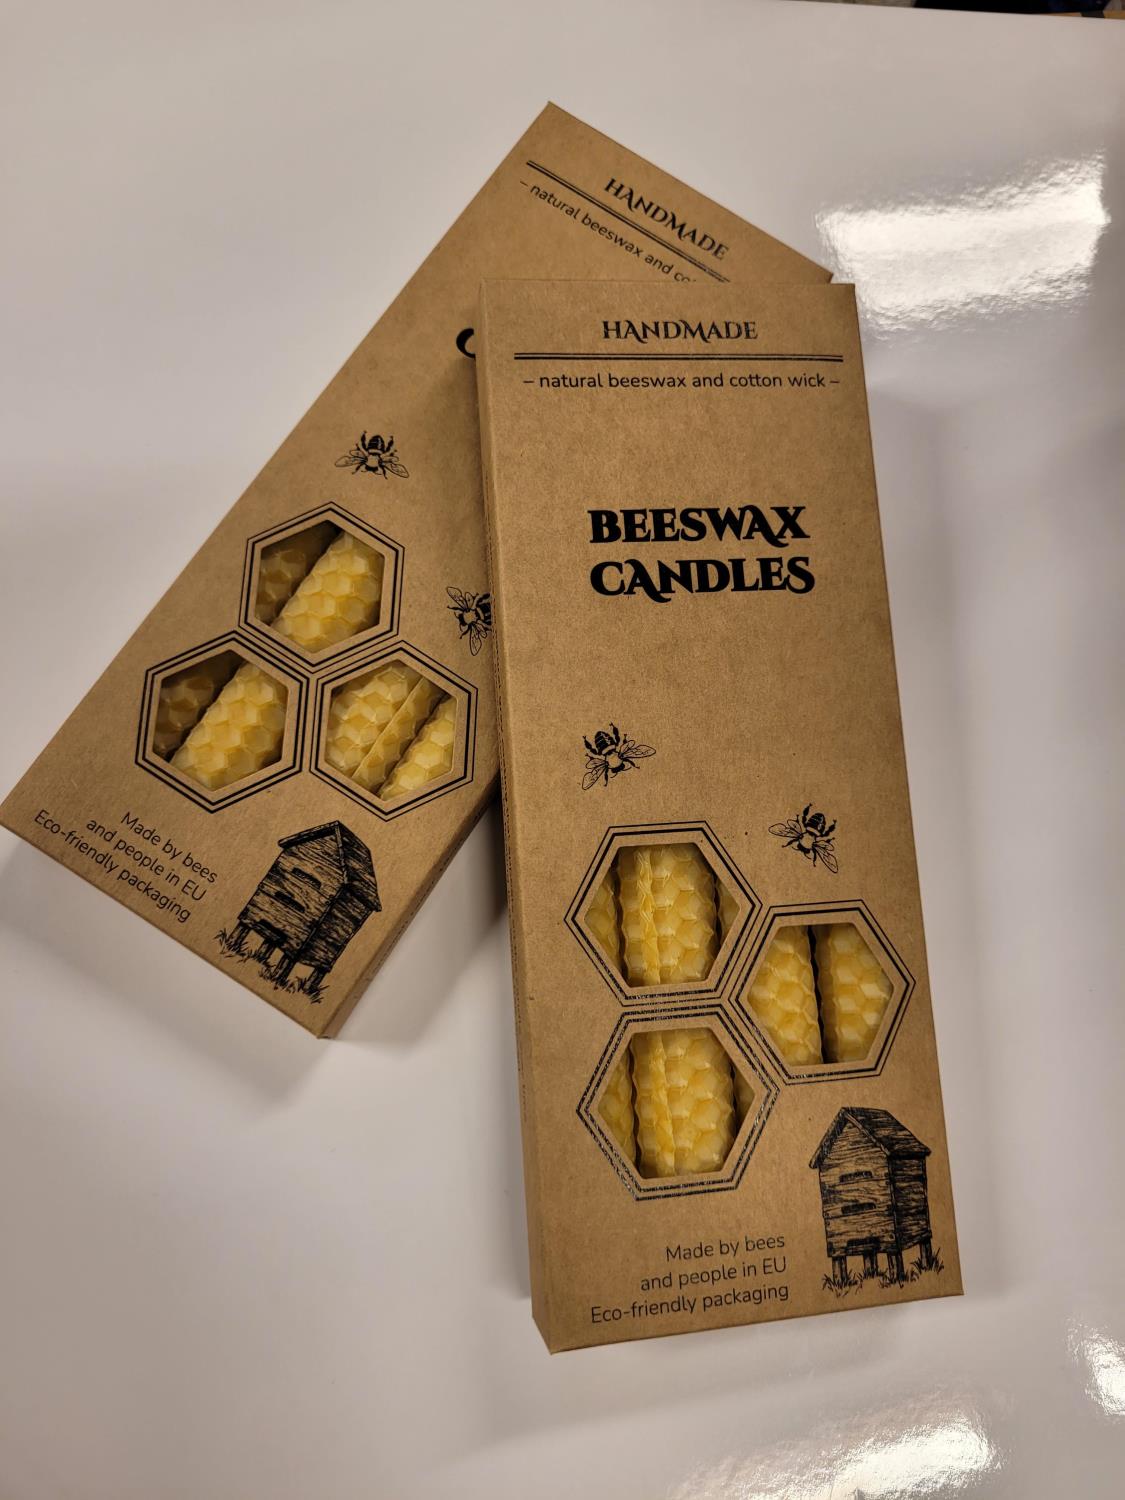 HANDMADE
– natural beeswax and
Made by bees
and people in EU
Eco-friendly packaging
HANDMADE
– natural beeswax and cotton wick –
BEESWAX
CANDLES
Made by bees
and people in EU
Eco-friendly packaging